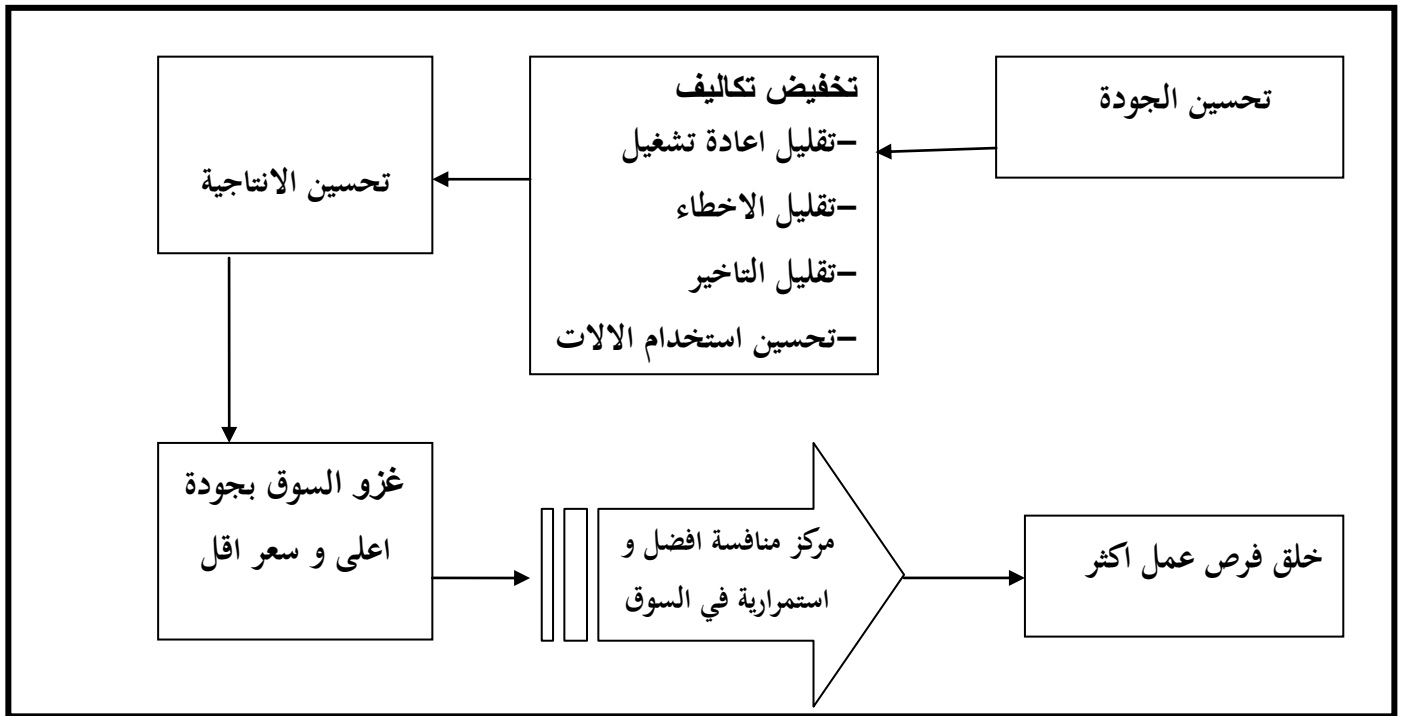 تحسين الجودة
تخفيض تكاليف
–تقليل اعادة تشغيل
–تقليل الاخطاء
–تقليل التاخير
–تحسين استخدام الالات
تحسين الانتاجية
غزو السوق بجودة
اعلى و سعر اقل
مركز منافسة افضل و
استمرارية في السوق
خلق فرص عمل اكثر